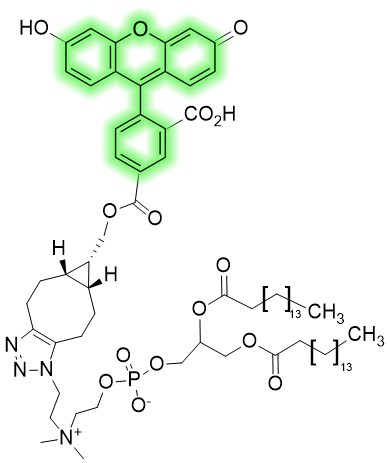 HO O O
CO₂H
O O
H
H
O
O CH₃
13
O CH₃
13
N O O
N P O
N O⁻
N⁺